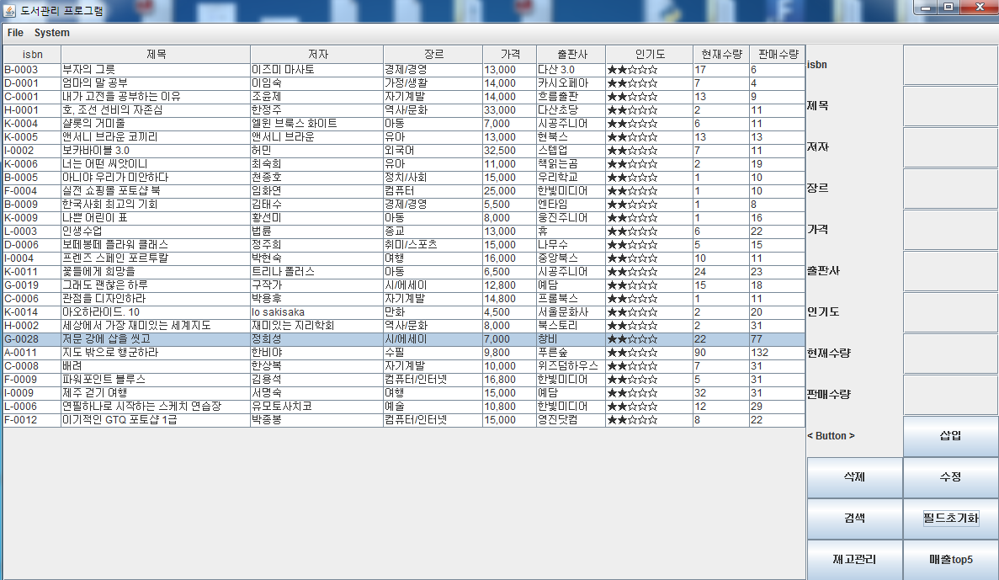 도서관리 프로그램
File System
isbn 제목 저자 장르 가격 출판사 인기도 현재수량 판매수량
B-0003 부자의 그릇 이즈미 마사토 경제/경영 13,000 다산 3.0 ★★☆☆☆ 17 6
D-0001 엄마의 말 공부 이임숙 가정/생활 14,000 카시오페아 ★★☆☆☆ 7 4
C-0001 내가 고전을 공부하는 이유 조윤제 자기계발 14,000 흐름출판 ★★☆☆☆ 13 9
H-0001 호, 조선 선비의 자존심 한정주 역사/문화 33,000 다산초당 ★★☆☆☆ 2 11
K-0004 샬롯의 거미줄 엘윈 브룩스 화이트 아동 7,000 시공주니어 ★★☆☆☆ 6 11
K-0005 앤서니 브라운 코끼리 앤서니 브라운 유아 13,000 현북스 ★★☆☆☆ 13 13
I-0002 보카바이블 3.0 허민 외국어 32,500 스텝업 ★★☆☆☆ 7 11
K-0006 너는 어떤 씨앗이니 최숙희 유아 11,000 책읽는곰 ★★☆☆☆ 2 19
B-0005 아니야 우리가 미안하다 천종호 정치/사회 15,000 우리학교 ★★☆☆☆ 1 10
F-0004 실전 쇼핑몰 포토샵 북 임화연 컴퓨터 25,000 한빛미디어 ★★☆☆☆ 1 10
B-0009 한국사회 최고의 기회 김태수 경제/경영 5,500 엔타임 ★★☆☆☆ 1 8
K-0009 나쁜 어린이 표 황선미 아동 8,000 웅진주니어 ★★☆☆☆ 1 16
L-0003 인생수업 법륜 종교 13,000 휴 ★★☆☆☆ 6 22
D-0006 보떼봉떼 플라워 클래스 정주희 취미/스포츠 15,000 나무수 ★★☆☆☆ 5 15
I-0004 프렌즈 스페인 포르투칼 박현숙 여행 16,000 중앙북스 ★★☆☆☆ 10 11
K-0011 꽃들에게 희망을 트리나 폴러스 아동 6,500 시공주니어 ★★☆☆☆ 24 23
G-0019 그래도 괜찮은 하루 구작가 시/에세이 12,800 예담 ★★☆☆☆ 15 18
C-0006 관점을 디자인하라 박용후 자기계발 14,800 프롬북스 ★★☆☆☆ 1 11
K-0014 아오하라이드. 10 Io sakisaka 만화 4,500 서울문화사 ★★☆☆☆ 2 20
H-0002 세상에서 가장 재미있는 세계지도 재미있는 지리학회 역사/문화 8,000 북스토리 ★★☆☆☆ 2 31
G-0028 저문 강에 삽을 씻고 정희성 시/에세이 7,000 창비 ★★☆☆☆ 22 77
A-0011 지도 밖으로 행군하라 한비야 수필 9,800 푸른숲 ★★☆☆☆ 90 132
C-0008 배려 한상복 자기계발 10,000 위즈덤하우스 ★★☆☆☆ 7 31
F-0009 파워포인트 블루스 김용석 컴퓨터/인터넷 16,800 한빛미디어 ★★☆☆☆ 5 31
I-0009 제주 걷기 여행 서명숙 여행 15,000 예담 ★★☆☆☆ 32 31
L-0006 연필하나로 시작하는 스케치 연습장 유모토사치코 예술 10,800 한빛미디어 ★★☆☆☆ 12 29
F-0012 이기적인 GTQ 포토샵 1급 박종봉 컴퓨터/인터넷 15,000 영진닷컴 ★★☆☆☆ 8 22
isbn
제목
저자
장르
가격
출판사
인기도
현재수량
판매수량
< Button > 삽입
삭제 수정
검색 필드초기화
재고관리 매출top5